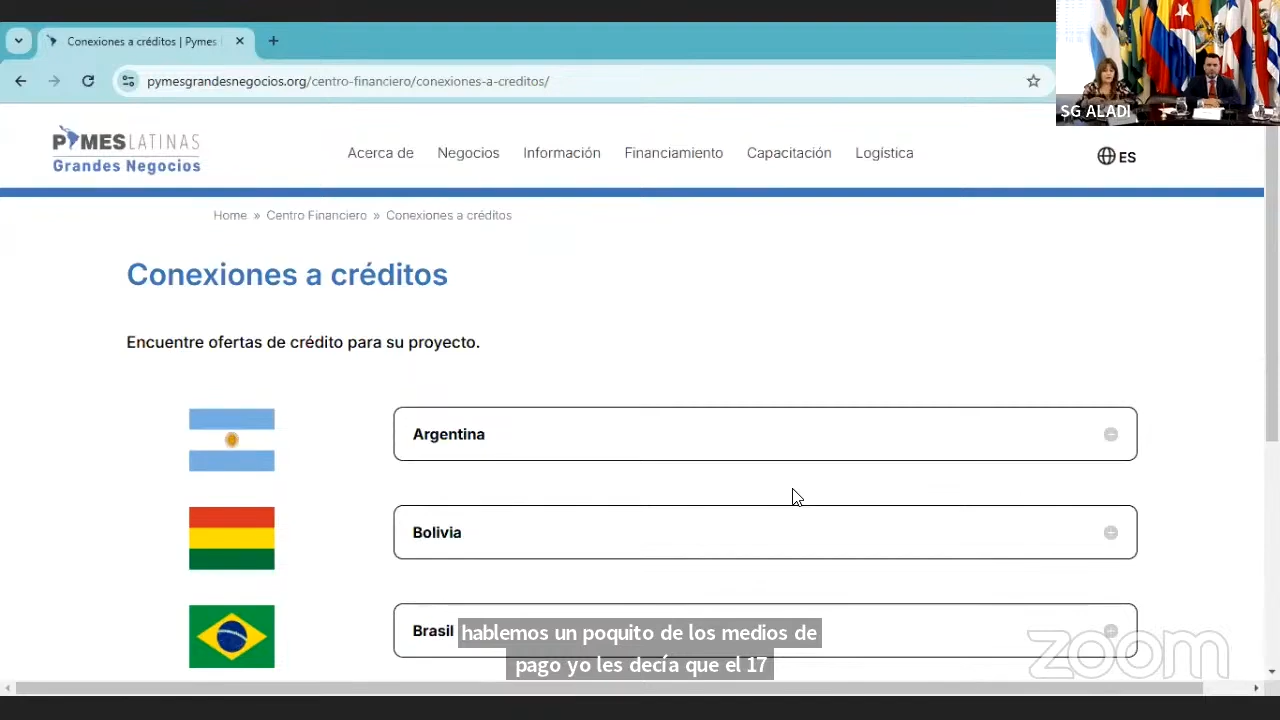 Conexiones a créditos | Pymes
pymesgrandesnegocios.org/centro-financiero/conexiones-a-creditos/
SG ALADI
PYMESLATINAS
Grandes Negocios
Acerca de Negocios Información Financiamiento Capacitación Logística
ES
Home » Centro Financiero » Conexiones a créditos
Conexiones a créditos
Encuentre ofertas de crédito para su proyecto.
Argentina
Bolivia
Brasil
hablemos un poquito de los medios de
pago yo les decía que el 17
zoom